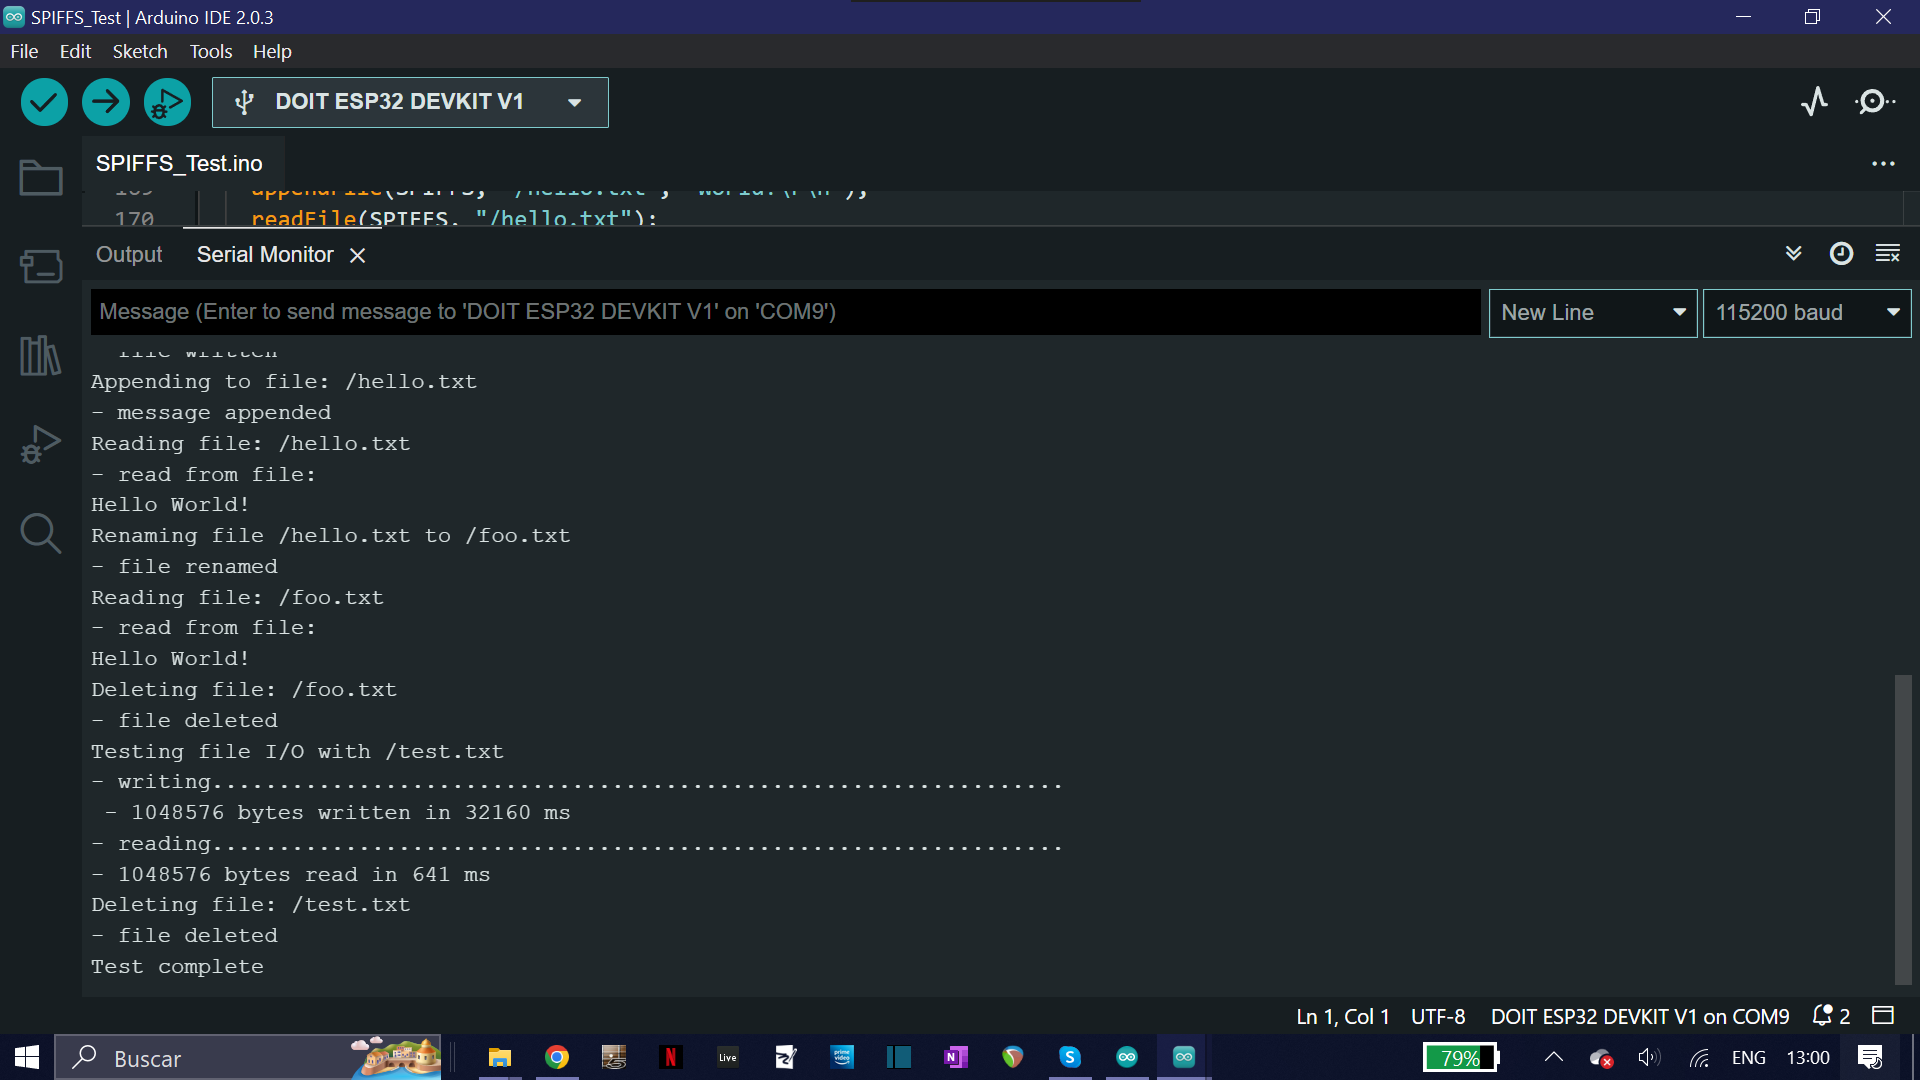 SPIFFS_Test | Arduino IDE 2.0.3
File Edit Sketch Tools Help
DOIT ESP32 DEVKIT V1
SPIFFS_Test.ino
169 appendFile(SPIFFS, "/hello.txt", "World!\r\n");
170 readFile(SPIFFS, "/hello.txt");
Output Serial Monitor
Message (Enter to send message to 'DOIT ESP32 DEVKIT V1' on 'COM9')
New Line 115200 baud
- file written
Appending to file: /hello.txt
- message appended
Reading file: /hello.txt
- read from file:
Hello World!
Renaming file /hello.txt to /foo.txt
- file renamed
Reading file: /foo.txt
- read from file:
Hello World!
Deleting file: /foo.txt
- file deleted
Testing file I/O with /test.txt
- writing................................................................
- 1048576 bytes written in 32160 ms
- reading................................................................
- 1048576 bytes read in 641 ms
Deleting file: /test.txt
- file deleted
Test complete
Ln 1, Col 1 UTF-8 DOIT ESP32 DEVKIT V1 on COM9 2
Buscar Live prime video N N S 79% ENG 13:00